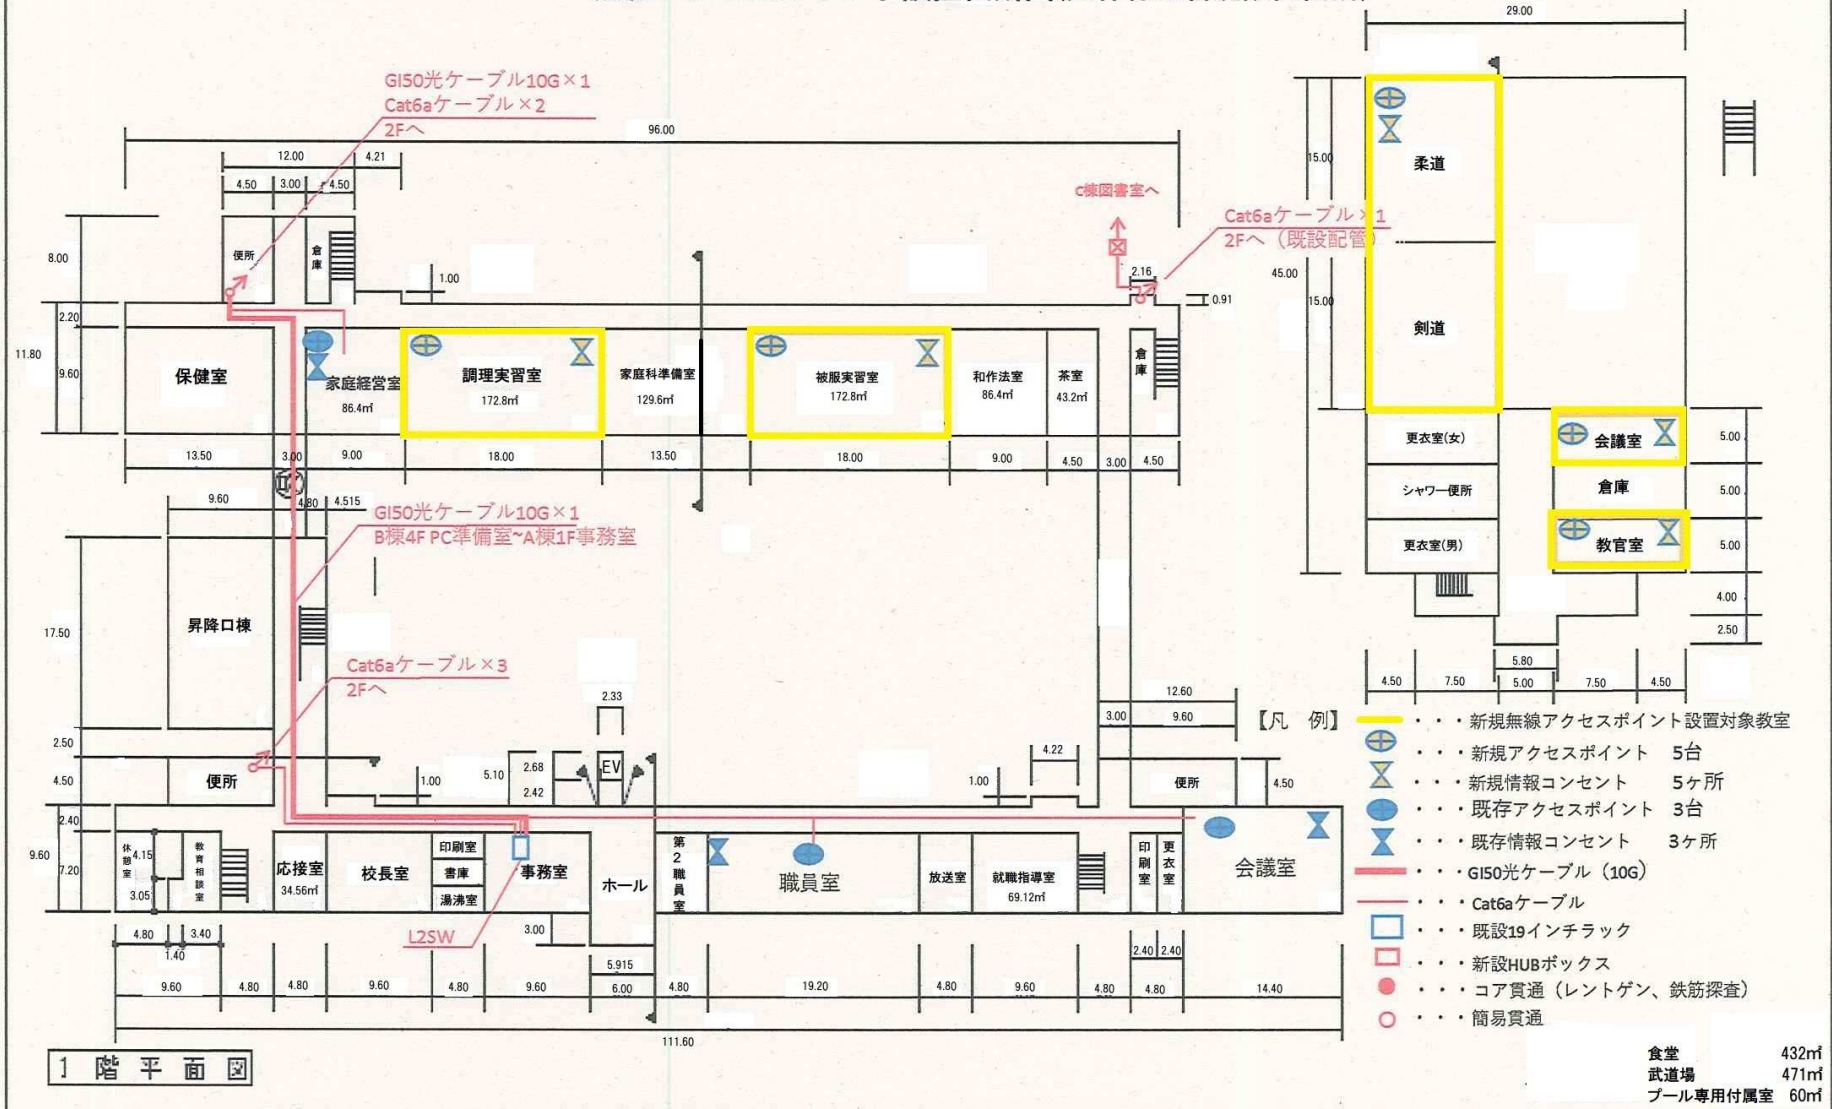 29.00
GI50光ケーブル10G×1
Cat6aケーブル×2
2Fへ
96.00
12.00
4.21
4.50
3.00
4.50
15.00
柔道
C棟図書室へ
Cat6aケーブル×1
2Fへ（既設配管）
8.00
便所
倉庫
1.00
2.16
0.91
45.00
15.00
剣道
2.20
11.80
9.60
保健室
家庭経営室
86.4㎡
調理実習室
172.8㎡
家庭科準備室
129.6㎡
被服実習室
172.8㎡
和作法室
86.4㎡
茶室
43.2㎡
倉庫
更衣室(女)
会議室
5.00
13.50
3.00
9.00
18.00
13.50
18.00
9.00
4.50
3.00
4.50
シャワー便所
倉庫
5.00
9.60
4.80
4.515
GI50光ケーブル10G×1
B棟4F PC準備室~A棟1F事務室
更衣室(男)
教官室
5.00
4.00
2.50
17.50
昇降口棟
Cat6aケーブル×3
2Fへ
5.80
4.50
7.50
5.00
7.50
4.50
2.33
12.60
3.00
9.60
【凡 例】
・・・新規無線アクセスポイント設置対象教室
・・・新規アクセスポイント 5台
・・・新規情報コンセント 5ヶ所
・・・既存アクセスポイント 3台
・・・既存情報コンセント 3ヶ所
・・・GI50光ケーブル（10G）
・・・Cat6aケーブル
・・・既設19インチラック
・・・新設HUBボックス
・・・コア貫通（レントゲン、鉄筋探査）
・・・簡易貫通
2.50
4.50
便所
1.00
5.10
2.68
2.42
EV
4.22
1.00
便所
4.50
2.40
9.60
7.20
休憩室
4.15
3.05
教育相談室
応接室
34.56㎡
校長室
印刷室
書庫
湯沸室
事務室
ホール
第2職員室
職員室
放送室
就職指導室
69.12㎡
印刷室
更衣室
会議室
L2SW
3.00
4.80
3.40
1.40
5.915
2.40
2.40
9.60
4.80
4.80
9.60
4.80
9.60
6.00
4.80
19.20
4.80
9.60
4.80
4.80
14.40
111.60
1階平面図
食堂 432㎡
武道場 471㎡
プール専用付属室 60㎡